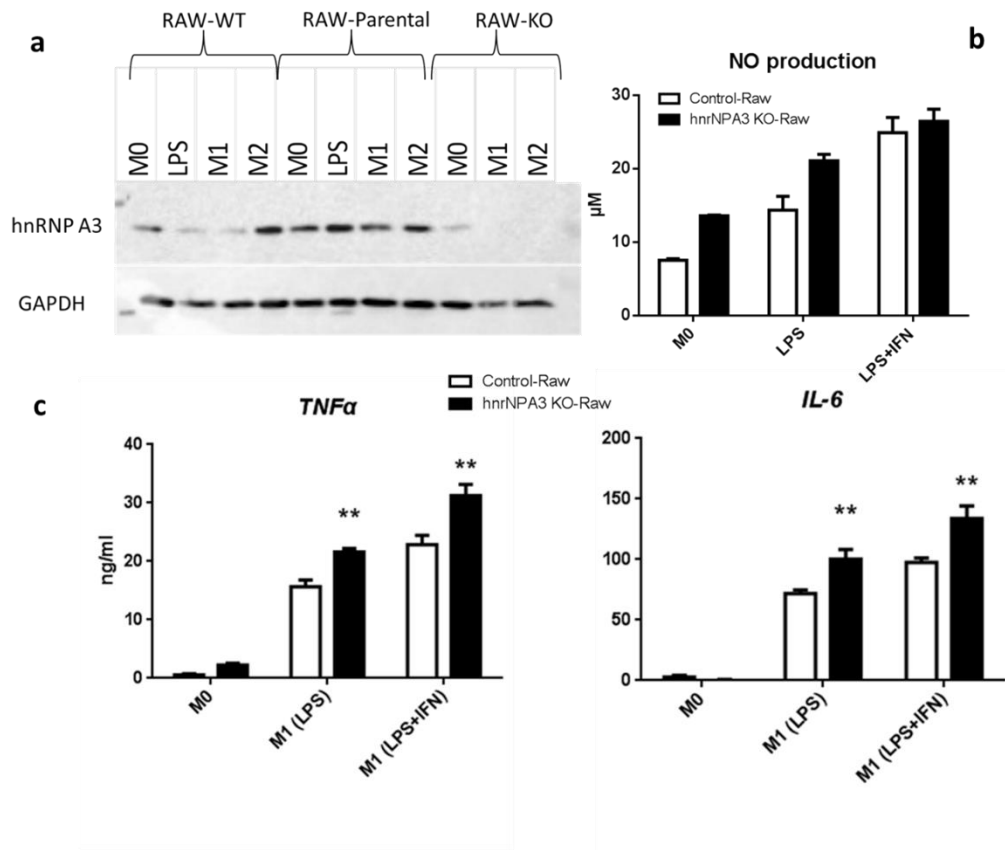 a
RAW-WT
RAW-Parental
RAW-KO
M0
LPS
M1
M2
M0
LPS
M1
M2
M0
M1
M2
hnRNP A3
GAPDH
b
NO production
Control-Raw
hnrNPA3 KO-Raw
µM
30
20
10
0
M0
LPS
LPS+IFN
c
Control-Raw
hnrNPA3 KO-Raw
TNFα
ng/ml
40
30
20
10
0
**
**
M0
M1 (LPS)
M1 (LPS+IFN)
IL-6
200
150
100
50
0
**
**
M0
M1 (LPS)
M1 (LPS+IFN)